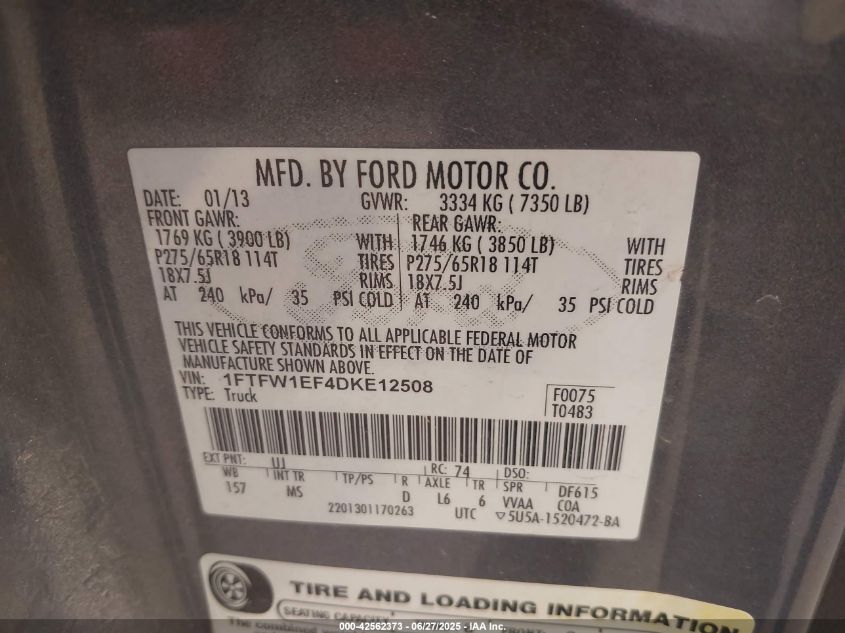 MFD. BY FORD MOTOR CO.
DATE: 01/13 GVWR: 3334 KG ( 7350 LB)
FRONT GAWR: REAR GAWR:
1769 KG ( 3900 LB) WITH 1746 KG ( 3850 LB) WITH
P275/65R18 114T TIRES P275/65R18 114T TIRES
18X7.5J RIMS 18X7.5J RIMS
AT 240 kPa/ 35 PSI COLD AT 240 kPa/ 35 PSI COLD
THIS VEHICLE CONFORMS TO ALL APPLICABLE FEDERAL MOTOR
VEHICLE SAFETY STANDARDS IN EFFECT ON THE DATE OF
MANUFACTURE SHOWN ABOVE.
VIN: 1FTFW1EF4DKE12508
TYPE: Truck
F0075
T0483
EXT PNT: UJ RC: 74 DSO:
WB INT TR TP/PS R AXLE TR SPR DF615
157 MS D L6 6 VVAA COA
2201301170263 UTC ▽5U5A-1520472-BA
TIRE AND LOADING INFORMATION
SEATING CAPACITY
The combined
000-42562373 - 06/27/2025 - IAA Inc.